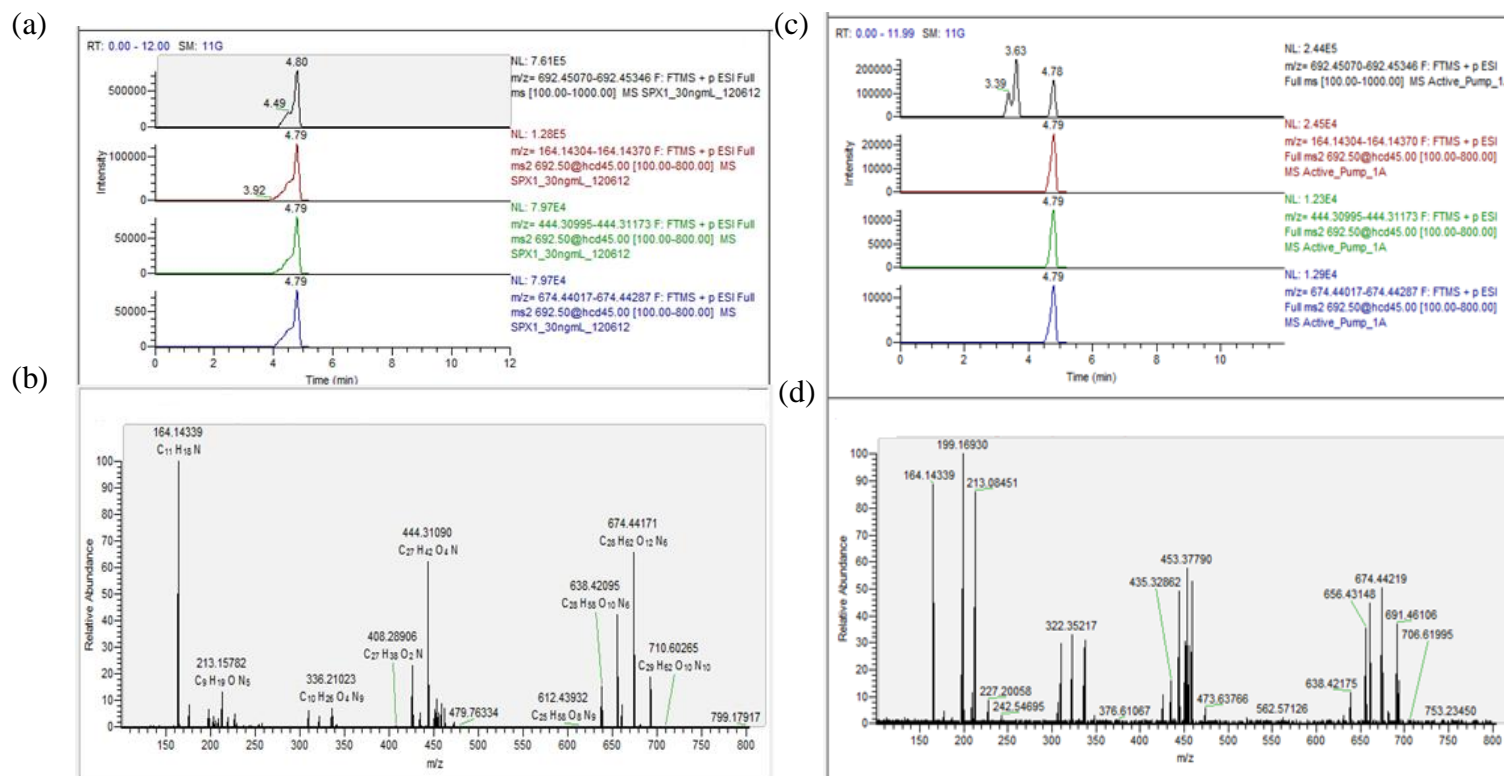 (a)
RT: 0.00 - 12.00 SM: 11G
4.80
4.49
500000
0
NL: 7.61E5
m/z= 692.45070-692.45346 F: FTMS + p ESI Full
ms [100.00-1000.00] MS SPX1_30ngmL_120612
4.79
3.92
100000
0
NL: 1.28E5
m/z= 164.14304-164.14370 F: FTMS + p ESI Full
ms2 692.50@hcd45.00 [100.00-800.00] MS
SPX1_30ngmL_120612
4.79
50000
0
NL: 7.97E4
m/z= 444.30995-444.31173 F: FTMS + p ESI Full
ms2 692.50@hcd45.00 [100.00-800.00] MS
SPX1_30ngmL_120612
4.79
50000
0
NL: 7.97E4
m/z= 674.44017-674.44287 F: FTMS + p ESI Full
ms2 692.50@hcd45.00 [100.00-800.00] MS
SPX1_30ngmL_120612
Intensity
0 2 4 6 8 10 12
Time (min)
(c)
RT: 0.00 - 11.99 SM: 11G
3.63
3.39
4.78
200000
100000
0
NL: 2.44E5
m/z= 692.45070-692.45346 F: FTMS + p ESI
Full ms [100.00-1000.00] MS Active_Pump_1A
4.79
20000
10000
0
NL: 2.45E4
m/z= 164.14304-164.14370 F: FTMS + p ESI
Full ms2 692.50@hcd45.00 [100.00-800.00]
MS Active_Pump_1A
4.79
10000
5000
0
NL: 1.23E4
m/z= 444.30995-444.31173 F: FTMS + p ESI
Full ms2 692.50@hcd45.00 [100.00-800.00]
MS Active_Pump_1A
4.79
10000
0
NL: 1.29E4
m/z= 674.44017-674.44287 F: FTMS + p ESI
Full ms2 692.50@hcd45.00 [100.00-800.00]
MS Active_Pump_1A
Intensity
0 2 4 6 8 10
Time (min)
(b)
164.14339
C11 H18 N
213.15782
C9 H19 O N5
336.21023
C10 H26 O4 N9
408.28906
C27 H38 O2 N
444.31090
C27 H42 O4 N
479.76334
612.43932
C25 H58 O8 N9
638.42095
C28 H58 O10 N6
674.44171
C28 H62 O12 N6
710.60265
C29 H62 O10 N10
799.17917
Relative Abundance
100
90
80
70
60
50
40
30
20
10
0
150 200 250 300 350 400 450 500 550 600 650 700 750 800
m/z
(d)
199.16930
164.14339
213.08451
227.20058
242.54695
322.35217
376.61067
435.32862
453.37790
473.63766
562.57126
638.42175
656.43148
674.44219
691.46106
706.61995
753.23450
Relative Abundance
100
90
80
70
60
50
40
30
20
10
0
150 200 250 300 350 400 450 500 550 600 650 700 750 800
m/z